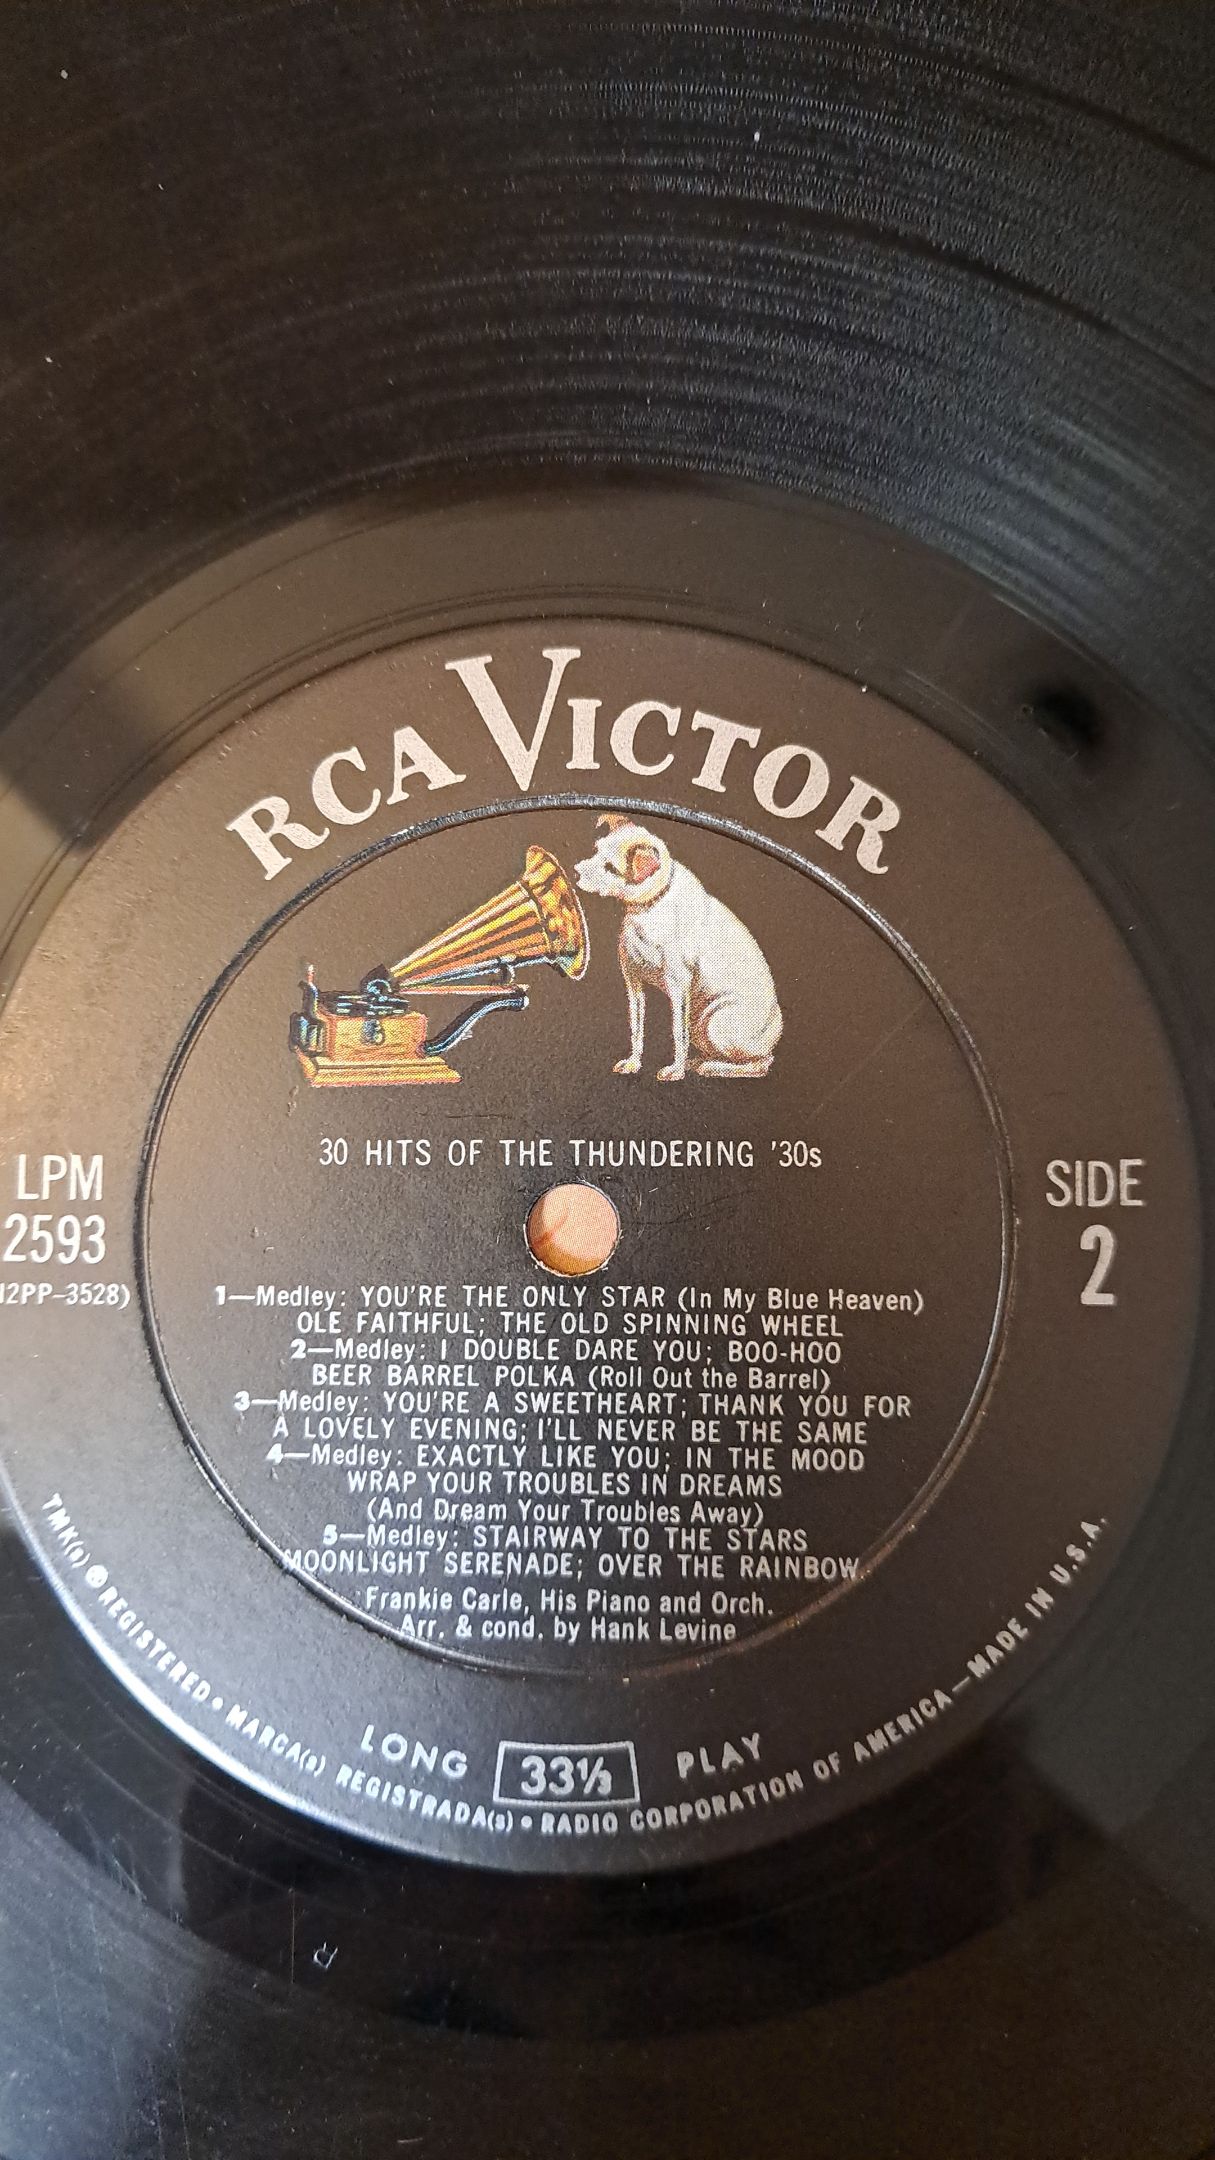 RCA VICTOR
30 HITS OF THE THUNDERING '30s
LPM
2593
12PP-3528)
SIDE
2
1—Medley: YOU'RE THE ONLY STAR (In My Blue Heaven)
OLE FAITHFUL; THE OLD SPINNING WHEEL
2—Medley: I DOUBLE DARE YOU; BOO-HOO
BEER BARREL POLKA (Roll Out the Barrel)
3—Medley: YOU'RE A SWEETHEART; THANK YOU FOR
A LOVELY EVENING; I'LL NEVER BE THE SAME
4—Medley: EXACTLY LIKE YOU; IN THE MOOD
WRAP YOUR TROUBLES IN DREAMS
(And Dream Your Troubles Away)
5—Medley: STAIRWAY TO THE STARS
MOONLIGHT SERENADE; OVER THE RAINBOW
Frankie Carle, His Piano and Orch.
Arr. & cond. by Hank Levine
LONG 33⅓ PLAY
TMK(s) ® REGISTERED • MARCA(s) REGISTRADA(s) • RADIO CORPORATION OF AMERICA—MADE IN U.S.A.
R